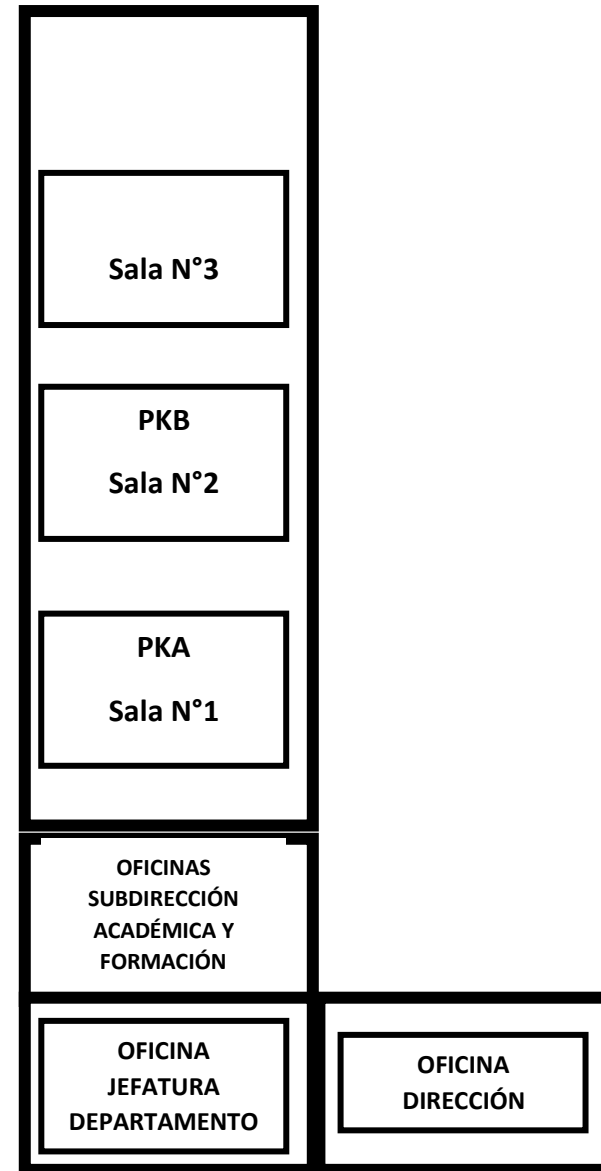 Sala N°3
PKB
Sala N°2
PKA
Sala N°1
OFICINAS
SUBDIRECCIÓN
ACADÉMICA Y
FORMACIÓN
OFICINA
JEFATURA
DEPARTAMENTO
OFICINA
DIRECCIÓN